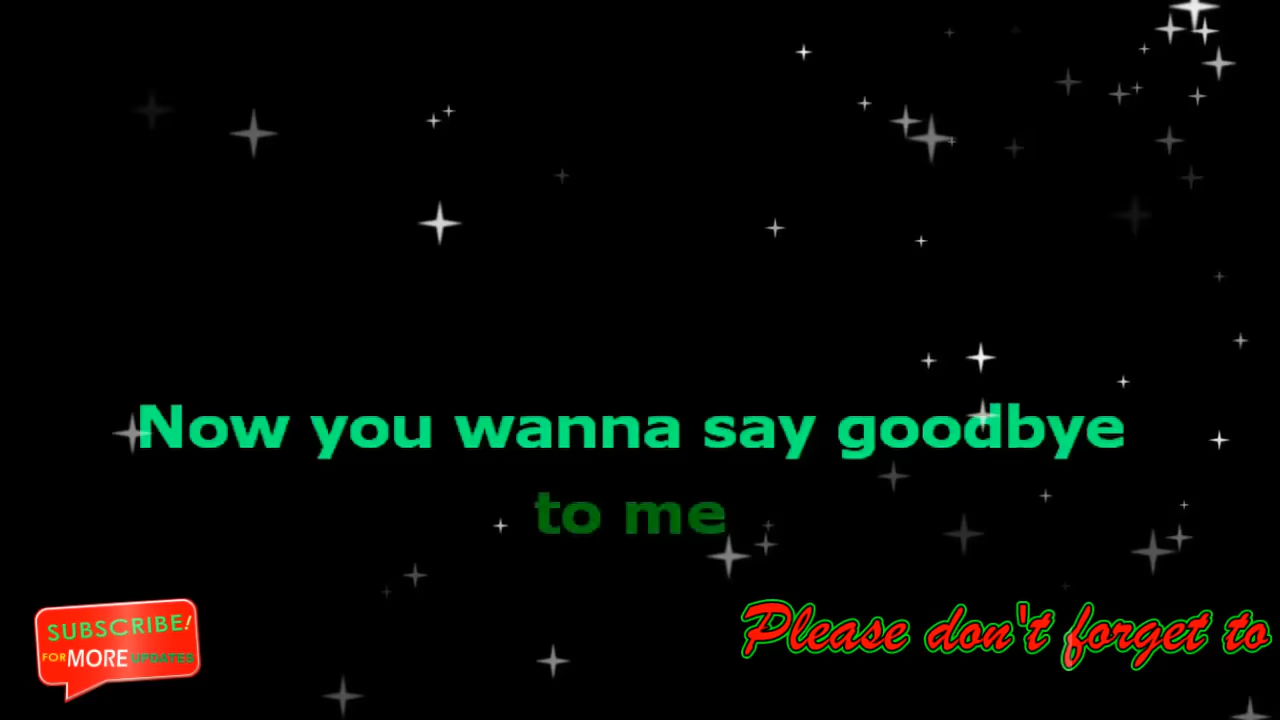 Now you wanna say goodbye
to me
SUBSCRIBE!
FOR MORE UPDATES
Please don't forget to